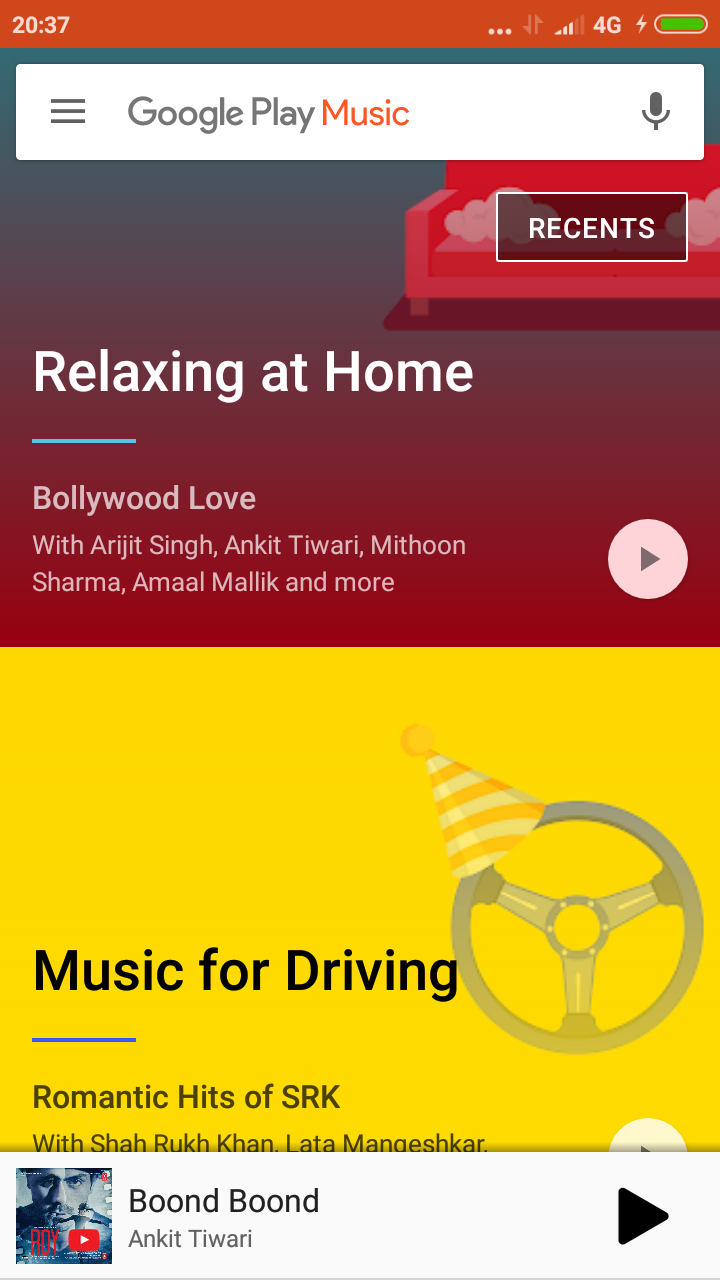 20:37
4G
Google Play Music
RECENTS
Relaxing at Home
Bollywood Love
With Arijit Singh, Ankit Tiwari, Mithoon
Sharma, Amaal Mallik and more
Music for Driving
Romantic Hits of SRK
With Shah Rukh Khan, Lata Mangeshkar,
ROY
Boond Boond
Ankit Tiwari